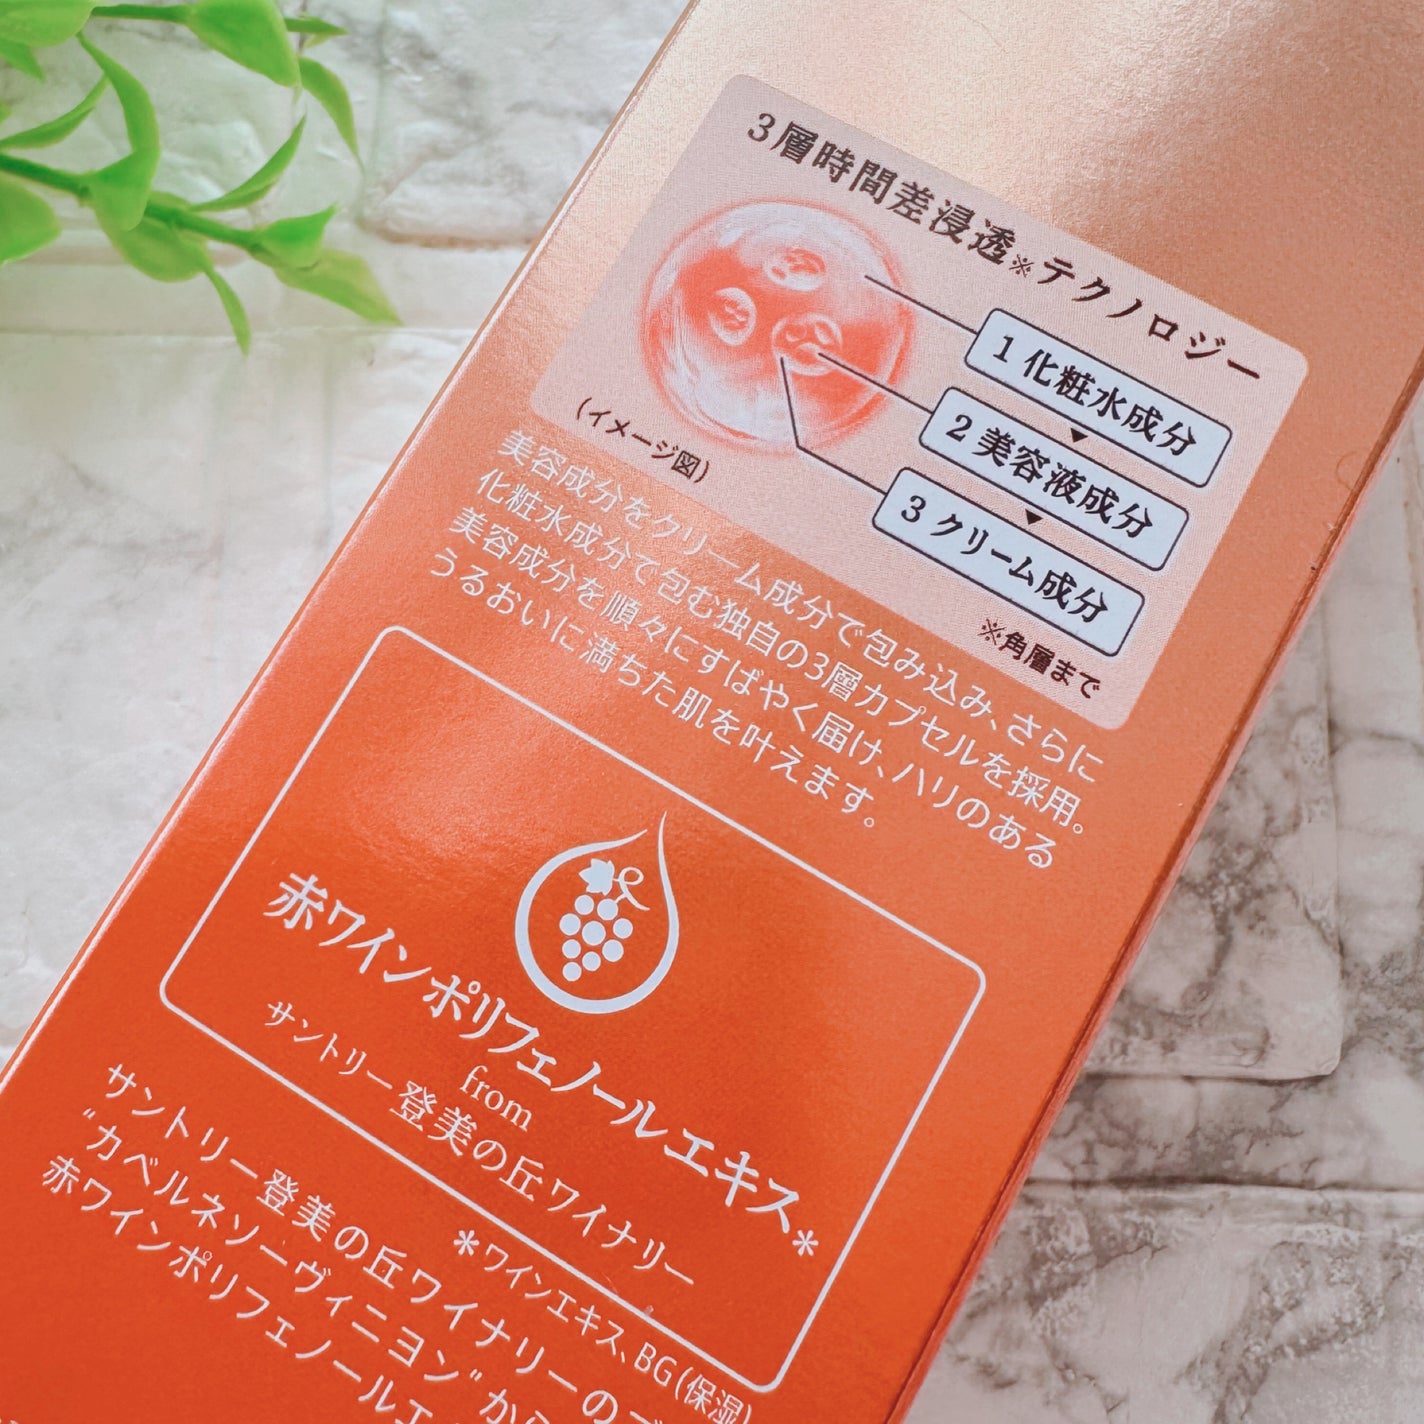 3層時間差浸透※テクノロジー
1 化粧水成分
2 美容液成分
3 クリーム成分
(イメージ図)
※角層まで
美容成分をクリーム成分で包み込み、さらに
化粧水成分で包む独自の3層カプセルを採用。
美容成分を順々にすばやく届け、ハリのある
うるおいに満ちた肌を叶えます。
赤ワインポリフェノールエキス*
from
サントリー登美の丘ワイナリー
*ワインエキス、BG(保湿)
サントリー登美の丘ワイナリーのブ
“カベルネソーヴィニヨン”から
赤ワインポリフェノールエ